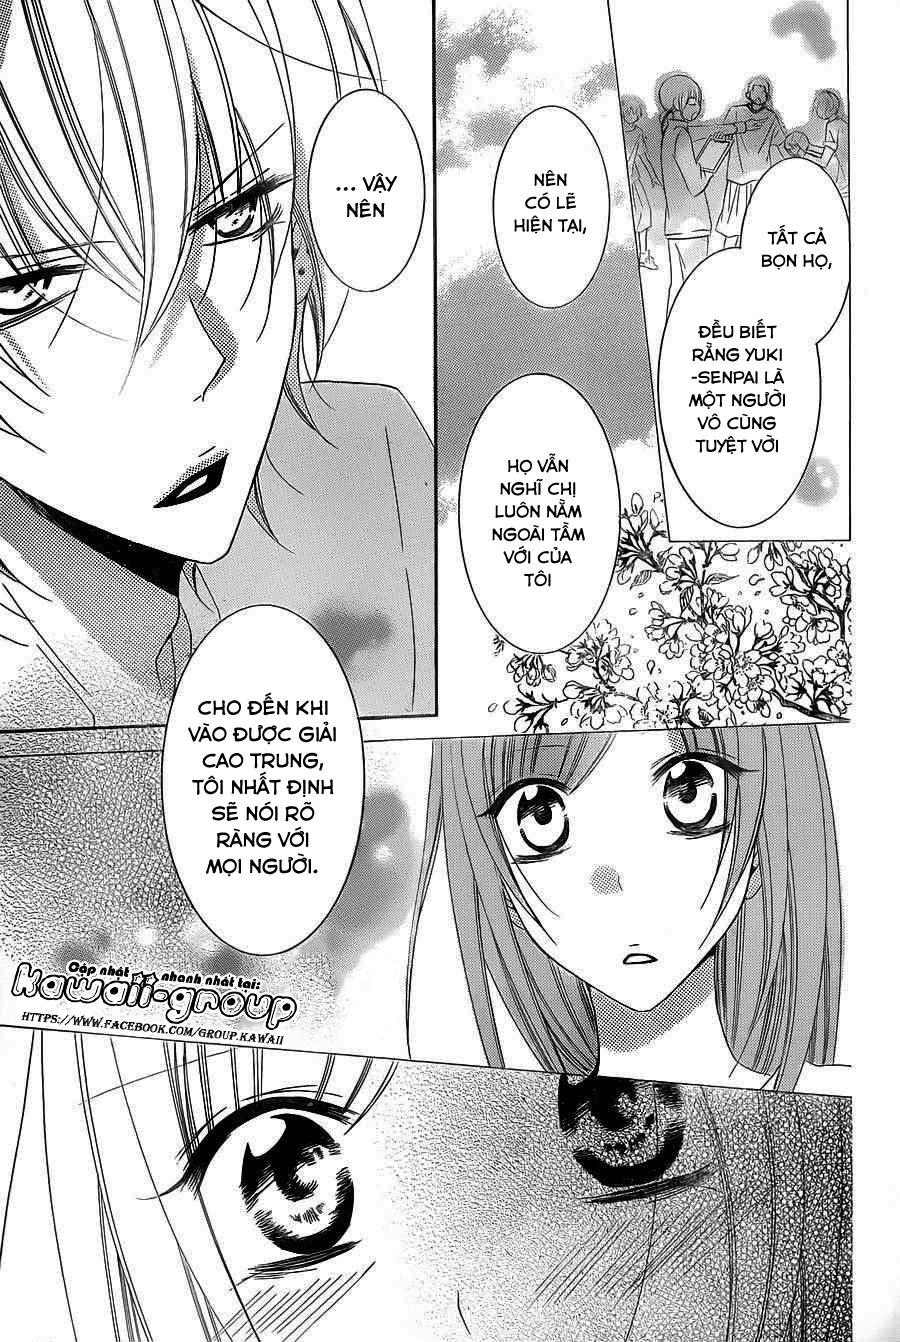 TẤT CẢ
BỌN HỌ,
ĐỀU BIẾT
RẰNG YUKI
-SENPAI LÀ
MỘT NGƯỜI
VÔ CÙNG
TUYỆT VỜI
NÊN
CÓ LẼ
HIỆN TẠI,
HỌ VẪN
NGHĨ CHỊ
LUÔN NẰM
NGOÀI TẦM
VỚI CỦA
TÔI
... VẬY
NÊN
CHO ĐẾN KHI
VÀO ĐƯỢC GIẢI
CAO TRUNG,
TÔI NHẤT ĐỊNH
SẼ NÓI RÕ
RÀNG VỚI
MỌI NGƯỜI.
Cập nhật nhanh nhất tại:
kawaii-group
HTTPS://WWW.FACEBOOK.COM/GROUP.KAWAII